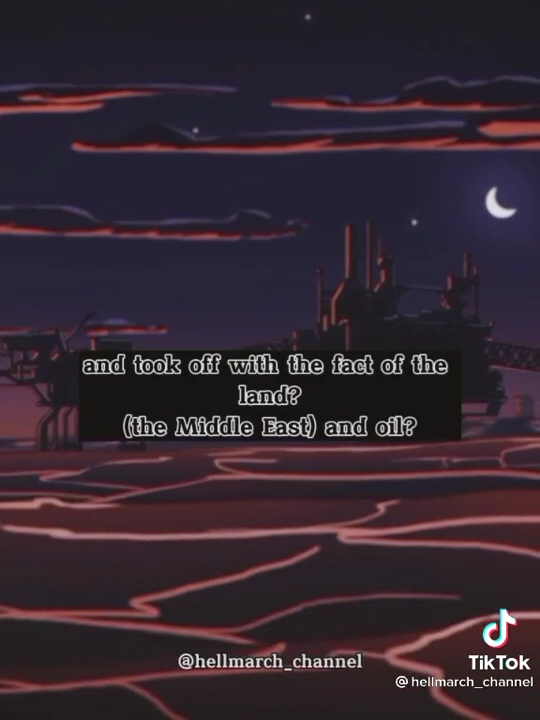 and took off with the fact of the
land?
(the Middle East) and oil?
@hellmarch_channel
TikTok
@hellmarch_channel